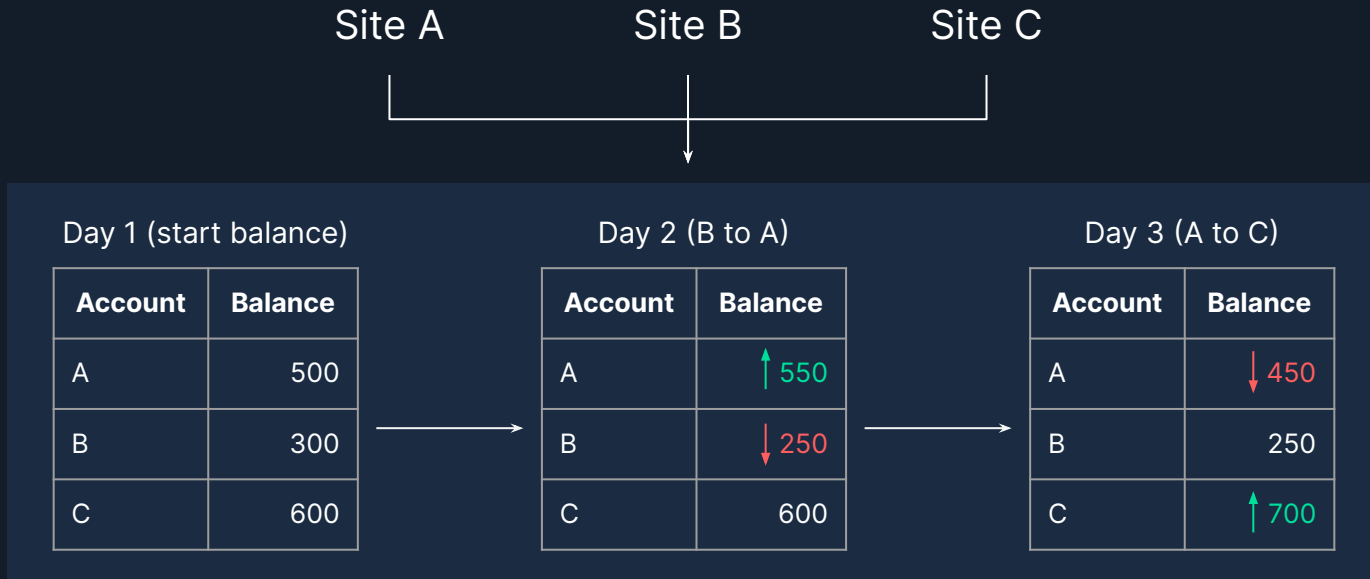 Site A Site B Site C
Day 1 (start balance)
Account Balance
A 500
B 300
C 600
Day 2 (B to A)
Account Balance
A 550
B 250
C 600
Day 3 (A to C)
Account Balance
A 450
B 250
C 700